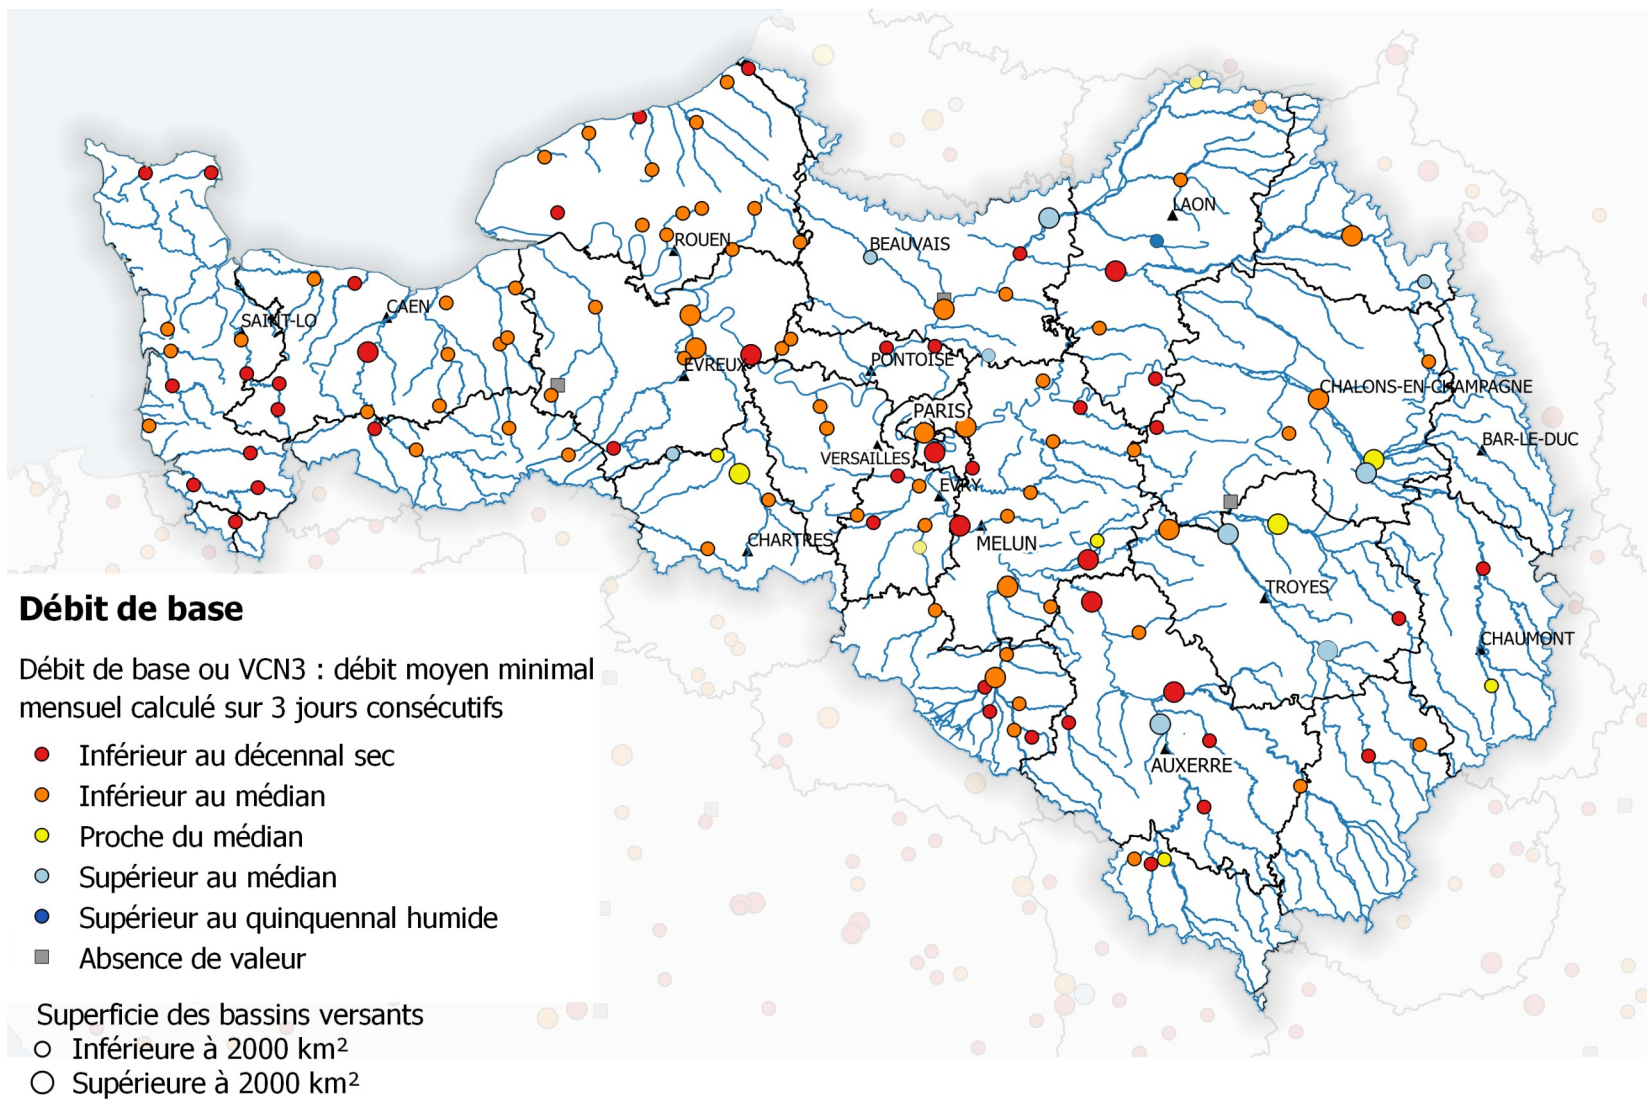 LAON
ROUEN
BEAUVAIS
CAEN
SAINT-LO
PONTOISE
EVREUX
CHALONS-EN-CHAMPAGNE
PARIS
BAR-LE-DUC
VERSAILLES
EVRY
CHARTRES
MELUN
TROYES
CHAUMONT
AUXERRE
Débit de base
Débit de base ou VCN3 : débit moyen minimal
mensuel calculé sur 3 jours consécutifs
Inférieur au décennal sec
Inférieur au médian
Proche du médian
Supérieur au médian
Supérieur au quinquennal humide
Absence de valeur
Superficie des bassins versants
Inférieure à 2000 km²
Supérieure à 2000 km²